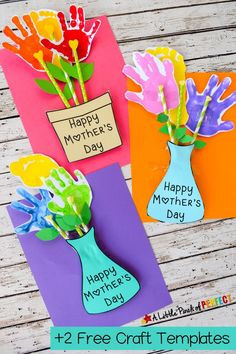 Happy
Mother's
Day
Happy
Mother's
Day
Happy
Mother's
Day
A Little Pinch of PERFECT
+2 Free Craft Templates